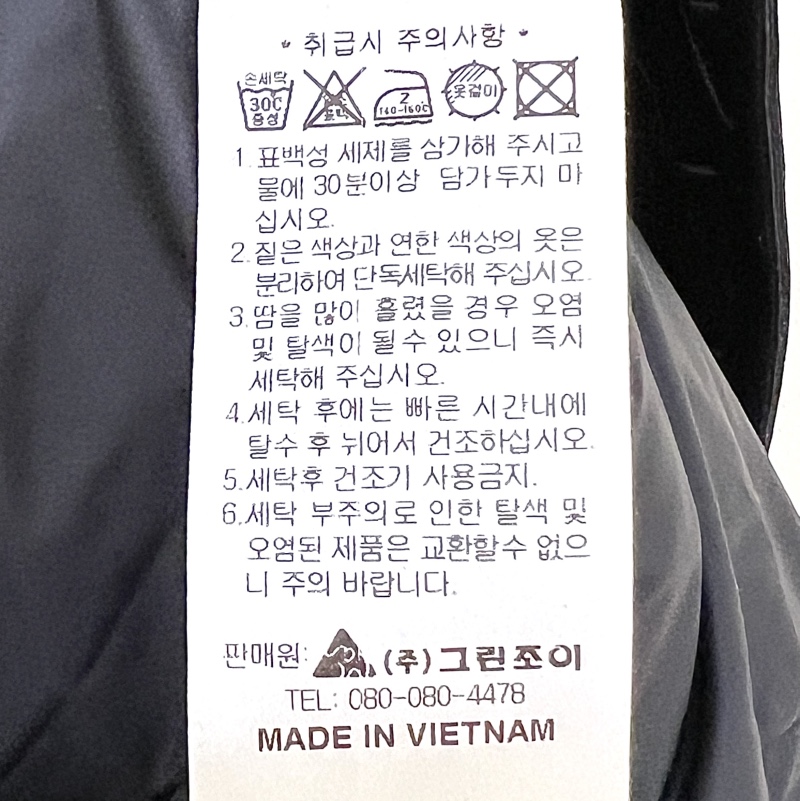 * 취급시 주의사항 *
손세탁 30℃ 중성
표백
2 140-160℃
옷걸이
1. 표백성 세제를 삼가해 주시고
물에 30분이상 담가두지 마
십시오.
2. 짙은 색상과 연한 색상의 옷은
분리하여 단독세탁해 주십시오.
3. 땀을 많이 흘렸을 경우 오염
및 탈색이 될수 있으니 즉시
세탁해 주십시오.
4. 세탁 후에는 빠른 시간내에
탈수 후 뉘어서 건조하십시오.
5. 세탁후 건조기 사용금지.
6. 세탁 부주의로 인한 탈색 및
오염된 제품은 교환할수 없으
니 주의 바랍니다.
판매원: (주)그린조이
TEL: 080-080-4478
MADE IN VIETNAM